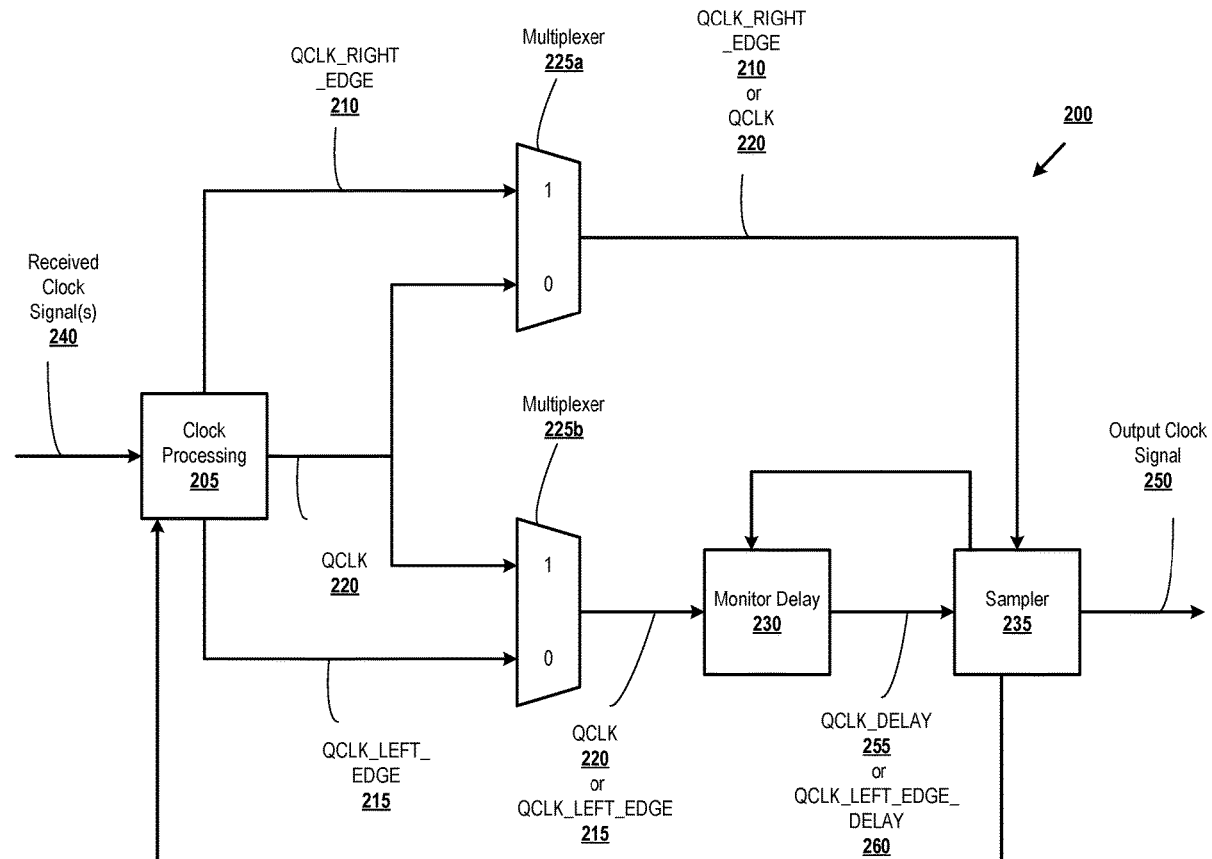 QCLK_RIGHT
_EDGE
210
Multiplexer
225a
QCLK_RIGHT
_EDGE
210
or
QCLK
220
200
1
0
Received
Clock
Signal(s)
240
Clock
Processing
205
QCLK
220
Multiplexer
225b
1
0
Output Clock
Signal
250
Monitor Delay
230
Sampler
235
QCLK_LEFT_
EDGE
215
QCLK
220
or
QCLK_LEFT_EDGE
215
QCLK_DELAY
255
or
QCLK_LEFT_EDGE_
DELAY
260